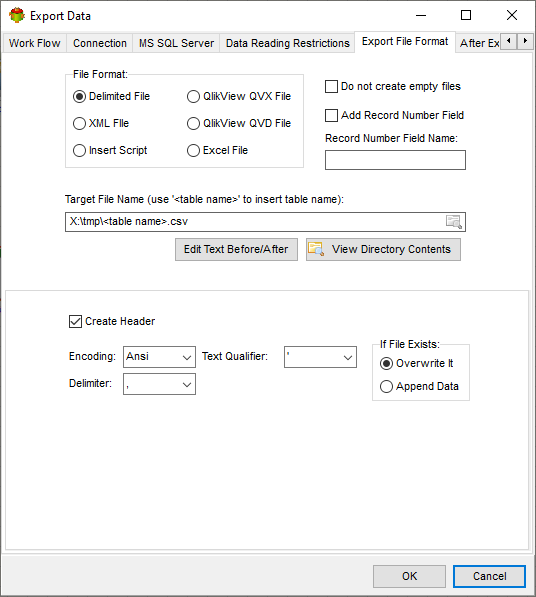 Export Data
Work Flow Connection MS SQL Server Data Reading Restrictions Export File Format After Ex
File Format:
Delimited File QlikView QVX File
XML FIle QlikView QVD File
Insert Script Excel File
Do not create empty files
Add Record Number Field
Record Number Field Name:
Target File Name (use '<table name>' to insert table name):
X:\tmp\<table name>.csv
Edit Text Before/After View Directory Contents
Create Header
Encoding: Ansi Text Qualifier: '
Delimiter: ,
If File Exists:
Overwrite It
Append Data
OK Cancel